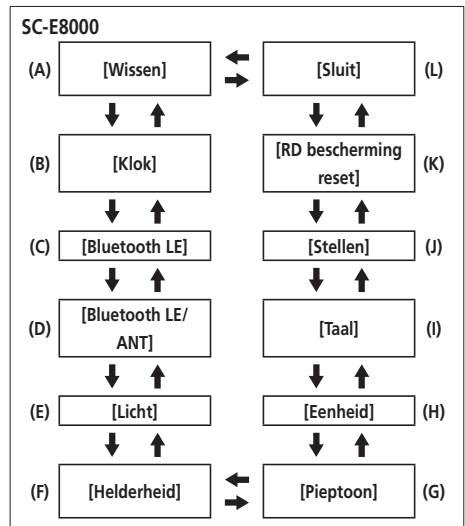 SC-E8000
(A) [Wissen] [Sluit] (L)
(B) [Klok] [RD bescherming
reset] (K)
(C) [Bluetooth LE] [Stellen] (J)
(D) [Bluetooth LE/
ANT] [Taal] (I)
(E) [Licht] [Eenheid] (H)
(F) [Helderheid] [Pieptoon] (G)